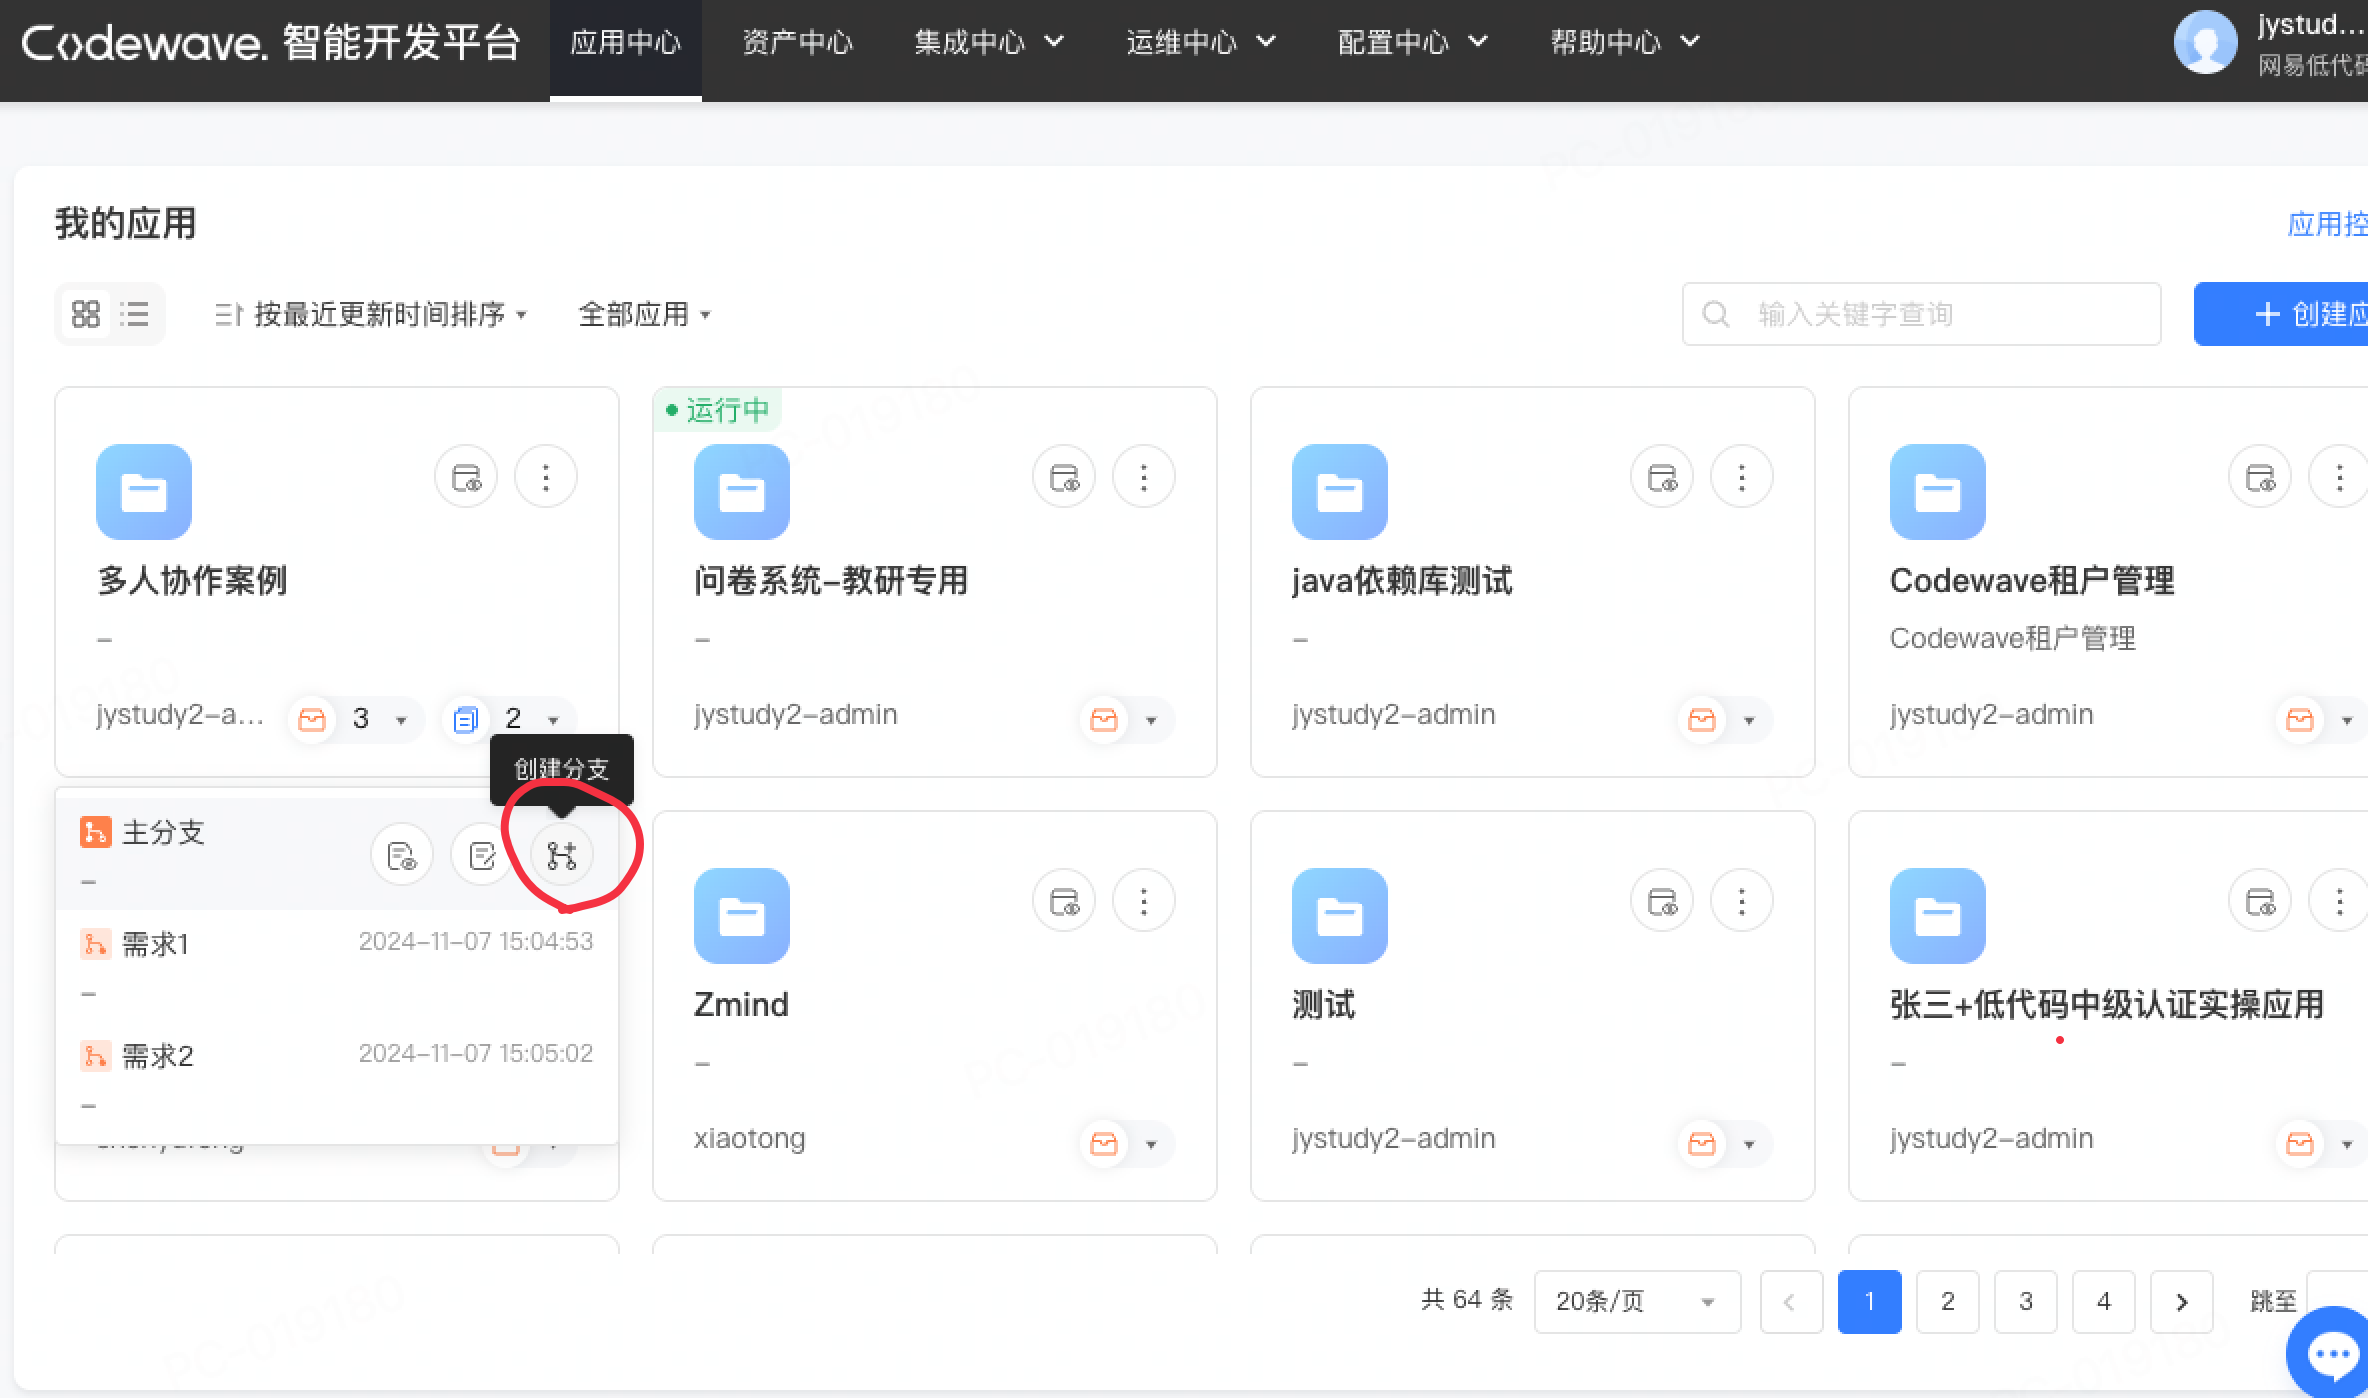 Codewave. 智能开发平台 应用中心 资产中心 集成中心 运维中心 配置中心 帮助中心 jystud...
网易低代码
我的应用 应用控
按最近更新时间排序 全部应用 输入关键字查询 创建应
运行中
多人协作案例 问卷系统-教研专用 java依赖库测试 Codewave租户管理
– – – Codewave租户管理
jystudy2-a... 3 2 jystudy2-admin jystudy2-admin jystudy2-admin
创建分支
主分支
–
需求1 2024-11-07 15:04:53
–
需求2 2024-11-07 15:05:02
–
Zmind 测试 张三+低代码中级认证实操应用
– – –
xiaotong jystudy2-admin jystudy2-admin
共 64 条 20条/页 1 2 3 4 跳至
PC-019180